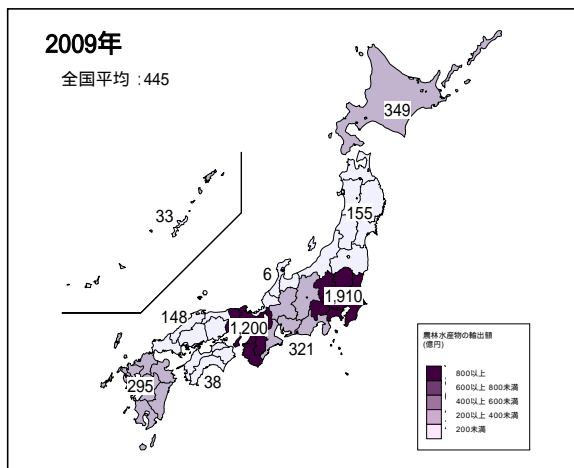 2009年
全国平均 :445
349
33
155
6
1,910
148
1,200
321
295
38
農林水産物の輸出額
(億円)
800以上
600以上 800未満
400以上 600未満
200以上 400未満
200未満